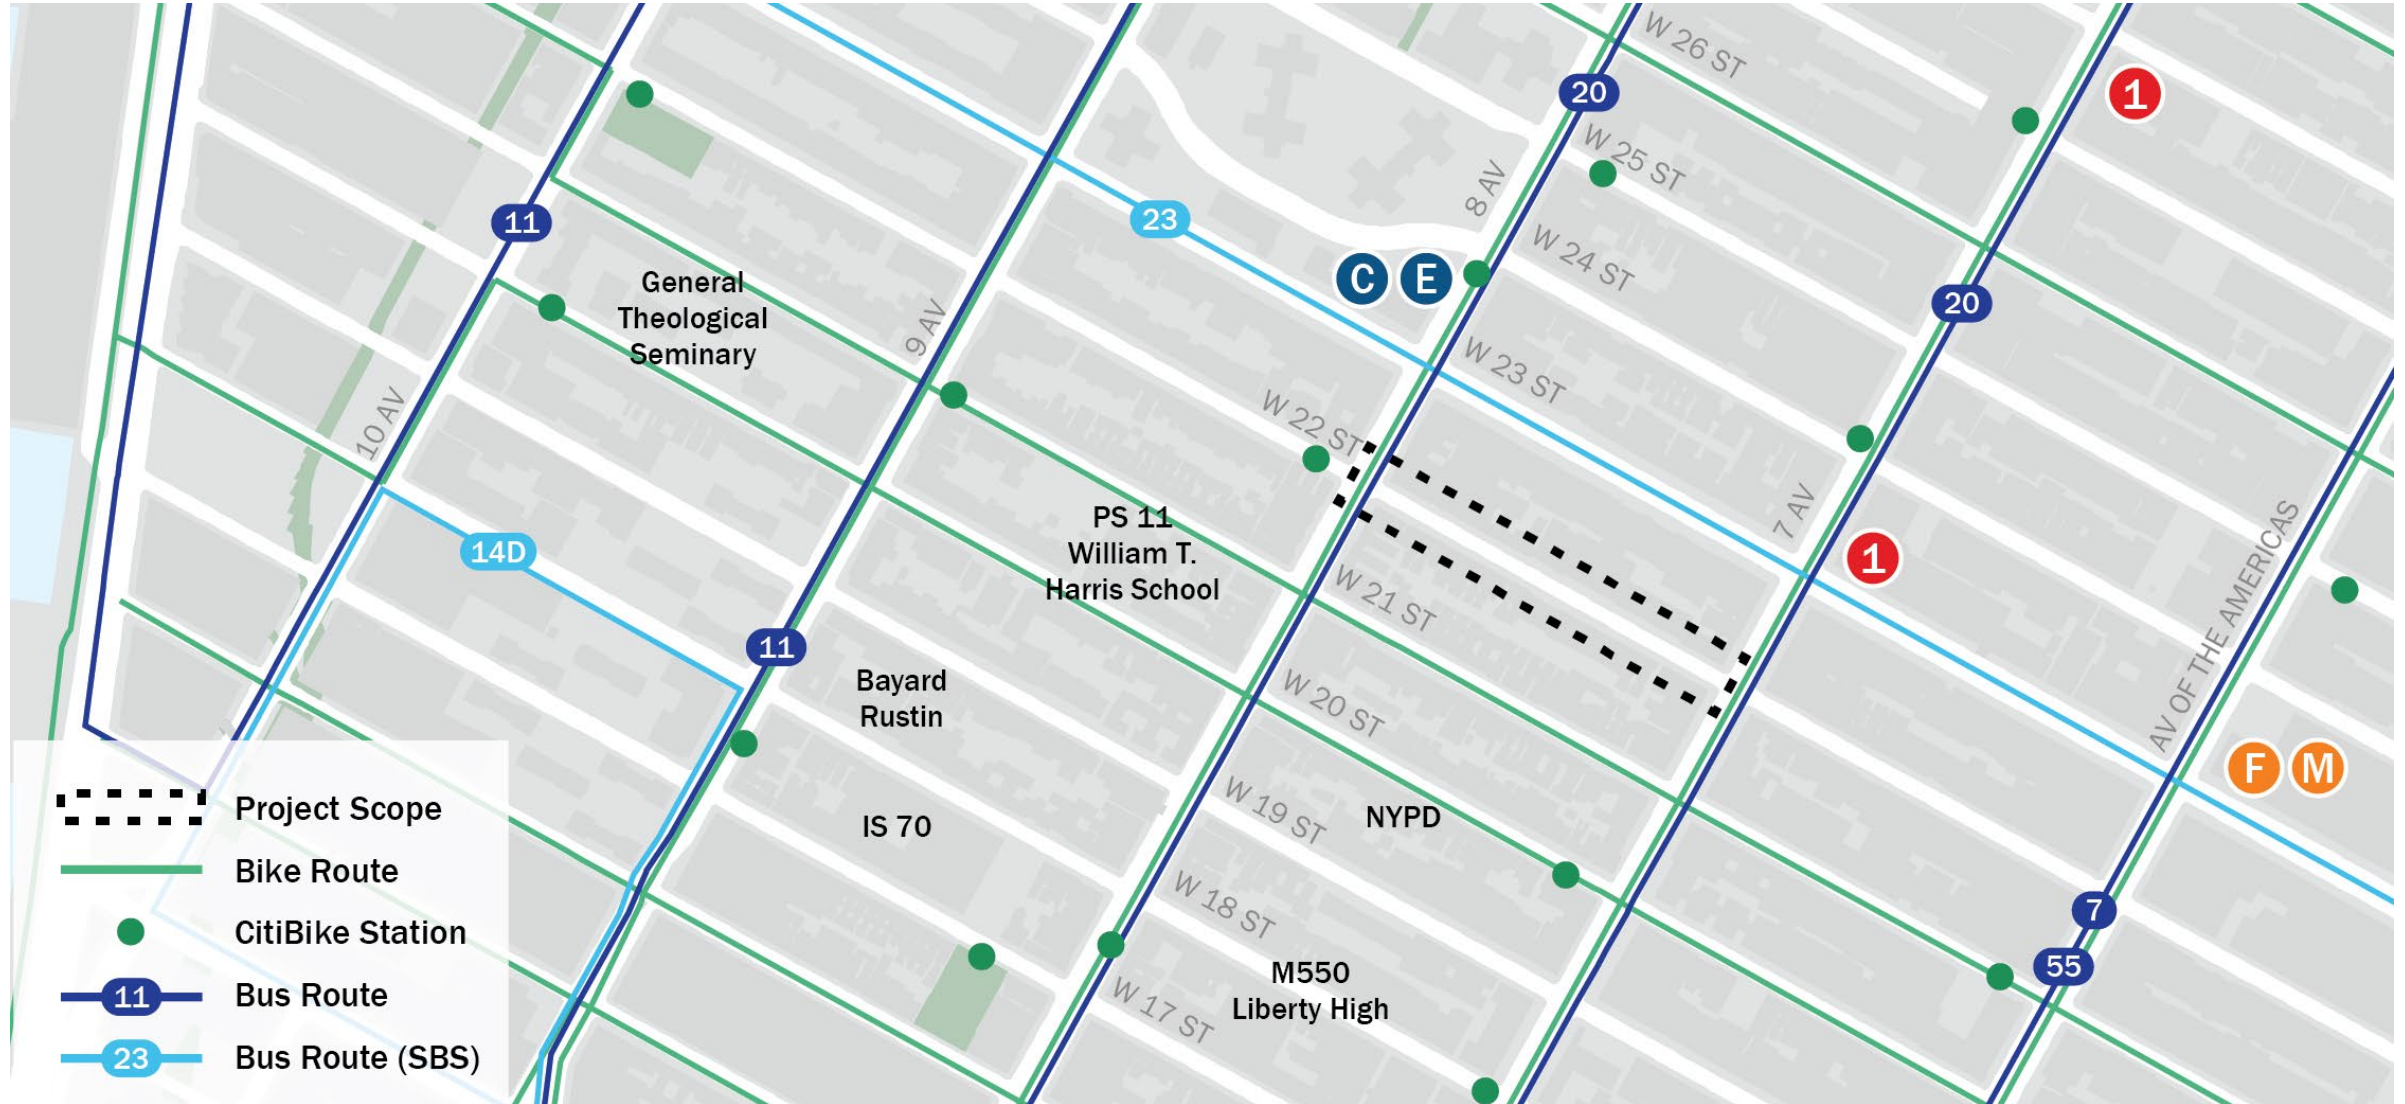 W 26 ST
20
1
W 25 ST
8 AV
11
23
W 24 ST
C
E
General
Theological
Seminary
20
9 AV
W 23 ST
10 AV
W 22 ST
7 AV
PS 11
William T.
Harris School
14D
1
W 21 ST
AV OF THE AMERICAS
11
Bayard
Rustin
W 20 ST
F
M
W 19 ST
NYPD
IS 70
W 18 ST
7
55
M550
Liberty High
W 17 ST
Project Scope
Bike Route
CitiBike Station
11
Bus Route
23
Bus Route (SBS)